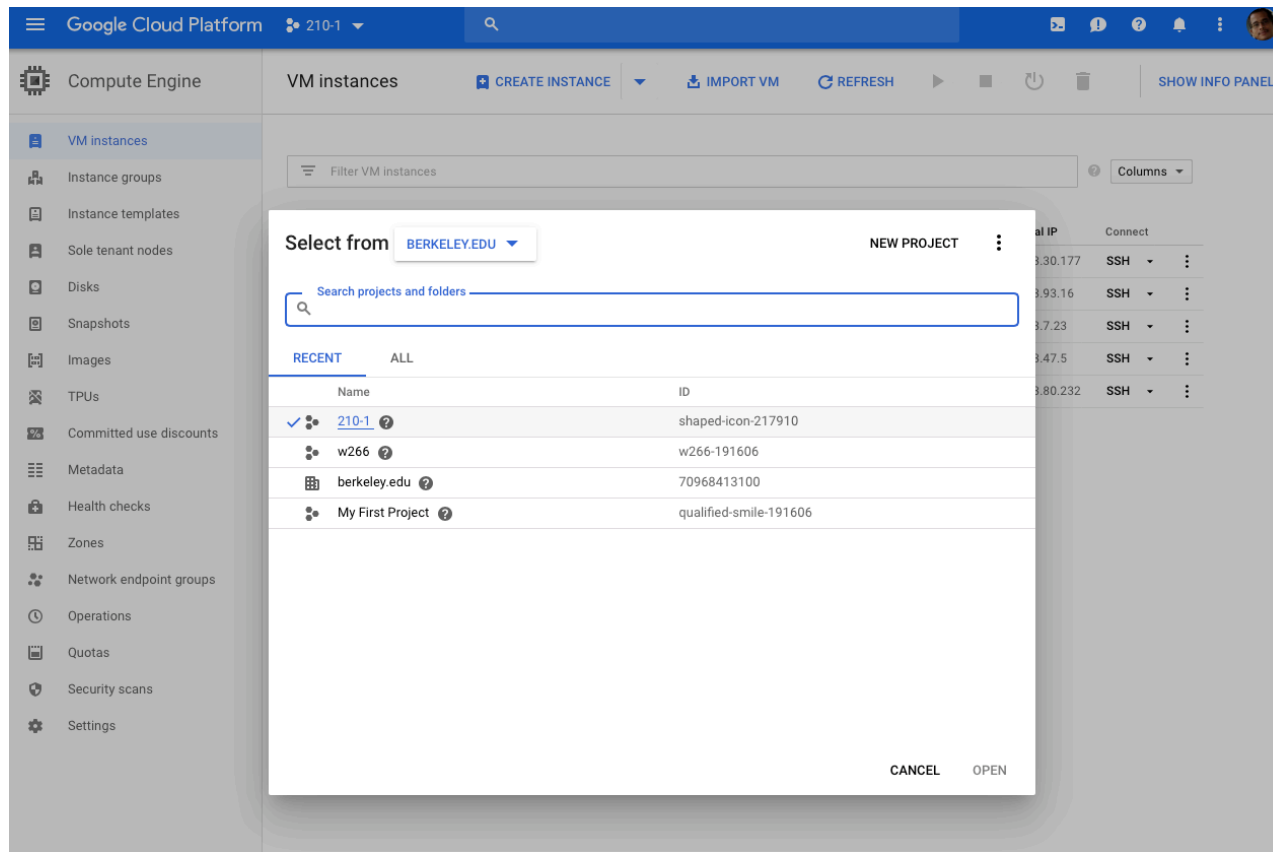 Google Cloud Platform 210-1
Compute Engine VM instances CREATE INSTANCE IMPORT VM REFRESH SHOW INFO PANEL
VM instances
Instance groups
Instance templates
Sole tenant nodes
Disks
Snapshots
Images
TPUs
Committed use discounts
Metadata
Health checks
Zones
Network endpoint groups
Operations
Quotas
Security scans
Settings
Filter VM instances Columns
Select from BERKELEY.EDU NEW PROJECT
Search projects and folders
RECENT ALL
Name ID
210-1 shaped-icon-217910
w266 w266-191606
berkeley.edu 70968413100
My First Project qualified-smile-191606
CANCEL OPEN
al IP Connect
.30.177 SSH
.93.16 SSH
.7.23 SSH
.47.5 SSH
.80.232 SSH